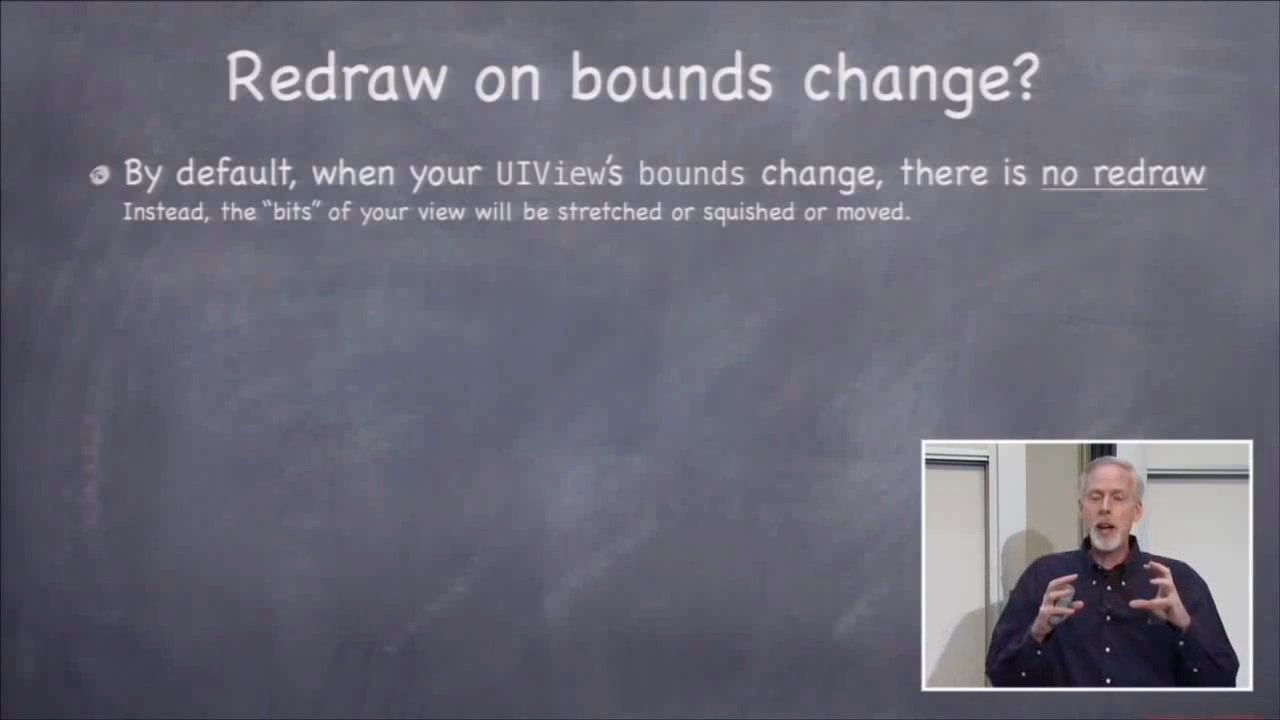 Redraw on bounds change?
By default, when your UIView's bounds change, there is no redraw
Instead, the “bits” of your view will be stretched or squished or moved.